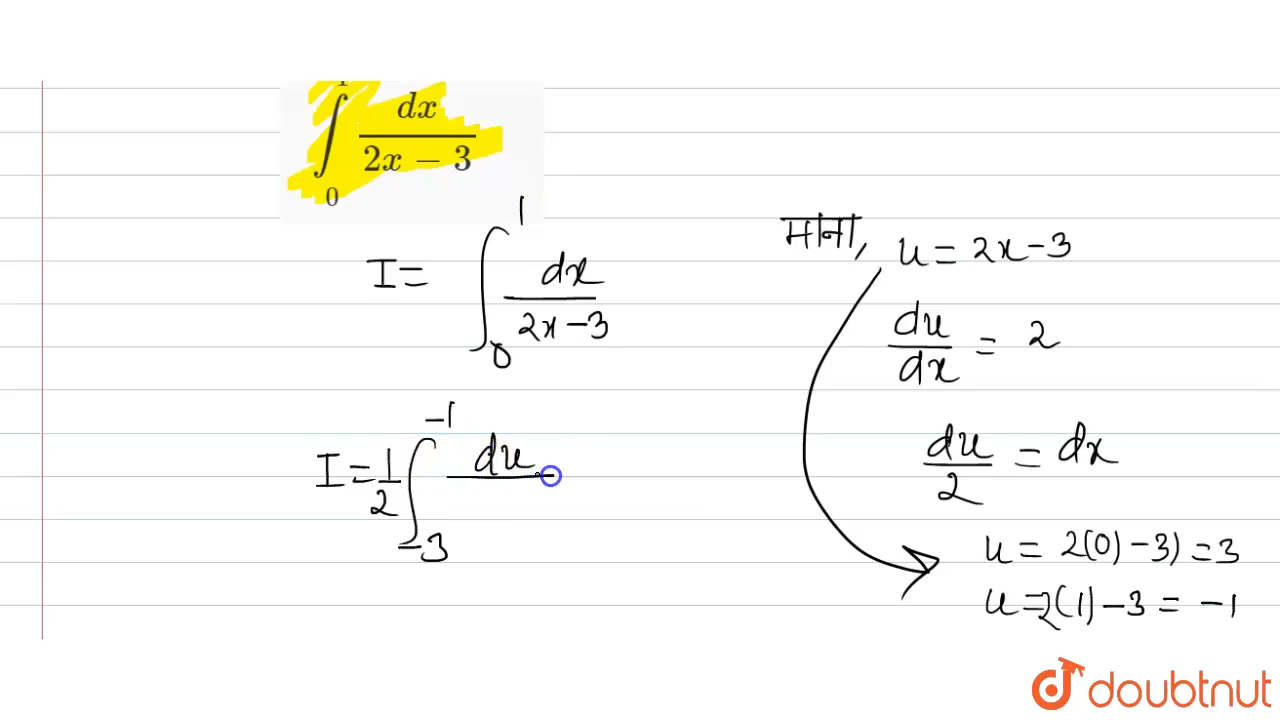 ∫₀¹ dx/(2x − 3)
I = ∫₀¹ dx/(2x−3)
माना, u = 2x−3
du/dx = 2
du/2 = dx
u = 2(0)−3) = 3
u = 2(1)−3 = −1
I = 1/2 ∫₋₃⁻¹ du
doubtnut